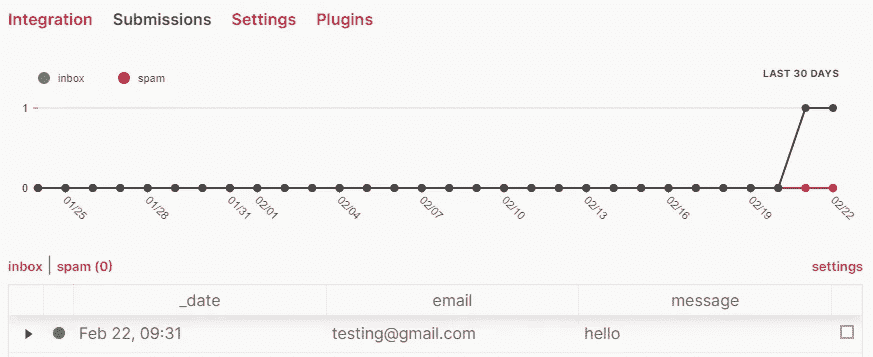 Integration Submissions Settings Plugins
inbox spam LAST 30 DAYS
1
0
01/25 01/28 01/31 02/01 02/04 02/07 02/10 02/13 02/16 02/19 02/22
inbox | spam (0) settings
_date email message
Feb 22, 09:31 testing@gmail.com hello